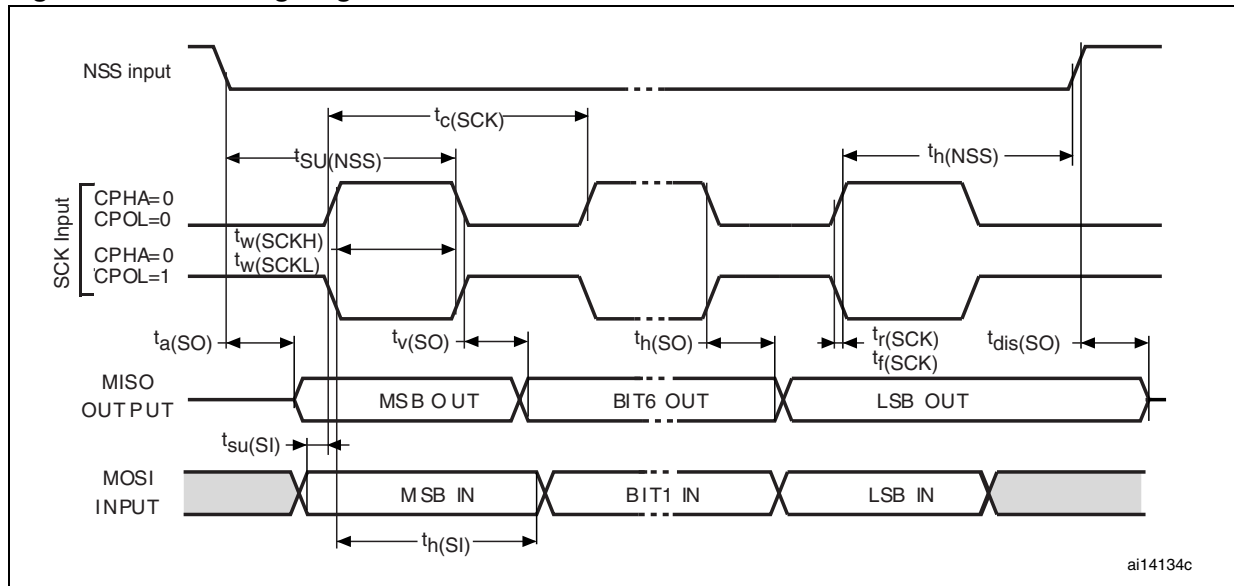 NSS input
tc(SCK)
tSU(NSS)
th(NSS)
SCK Input
CPHA=0
CPOL=0
tw(SCKH)
CPHA=0
tw(SCKL)
CPOL=1
ta(SO)
tv(SO)
th(SO)
tr(SCK)
tf(SCK)
tdis(SO)
MISO
OUTPUT
MSB OUT
BIT6 OUT
LSB OUT
tsu(SI)
MOSI
INPUT
MSB IN
BIT1 IN
LSB IN
th(SI)
ai14134c